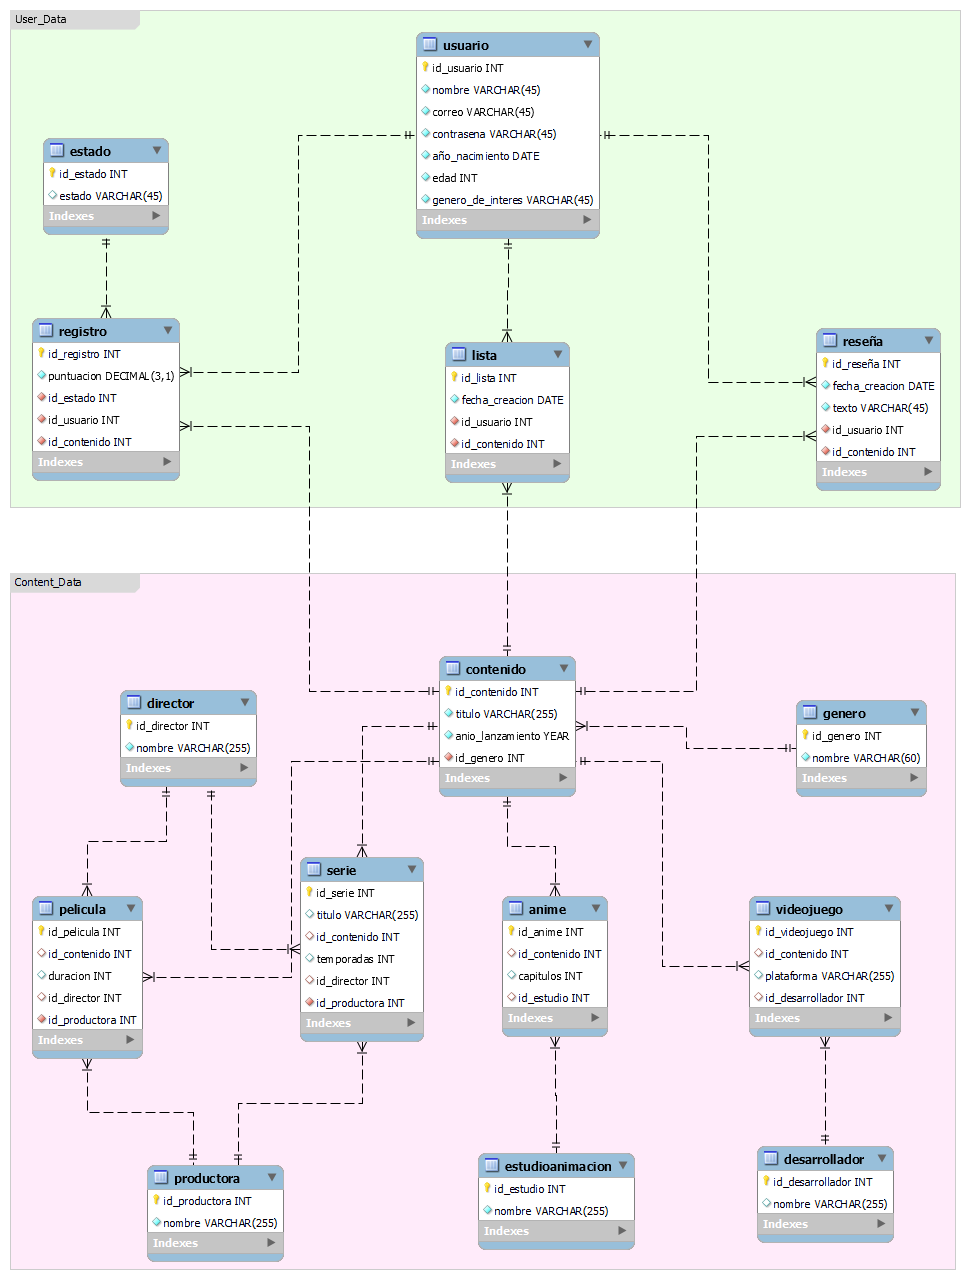 User_Data
usuario
id_usuario INT
nombre VARCHAR(45)
correo VARCHAR(45)
contrasena VARCHAR(45)
año_nacimiento DATE
edad INT
genero_de_interes VARCHAR(45)
Indexes
estado
id_estado INT
estado VARCHAR(45)
Indexes
registro
id_registro INT
puntuacion DECIMAL(3,1)
id_estado INT
id_usuario INT
id_contenido INT
Indexes
lista
id_lista INT
fecha_creacion DATE
id_usuario INT
id_contenido INT
Indexes
reseña
id_reseña INT
fecha_creacion DATE
texto VARCHAR(45)
id_usuario INT
id_contenido INT
Indexes
Content_Data
contenido
id_contenido INT
titulo VARCHAR(255)
anio_lanzamiento YEAR
id_genero INT
Indexes
director
id_director INT
nombre VARCHAR(255)
Indexes
genero
id_genero INT
nombre VARCHAR(60)
Indexes
pelicula
id_pelicula INT
id_contenido INT
duracion INT
id_director INT
id_productora INT
Indexes
serie
id_serie INT
titulo VARCHAR(255)
id_contenido INT
temporadas INT
id_director INT
id_productora INT
Indexes
anime
id_anime INT
id_contenido INT
capitulos INT
id_estudio INT
Indexes
videojuego
id_videojuego INT
id_contenido INT
plataforma VARCHAR(255)
id_desarrollador INT
Indexes
productora
id_productora INT
nombre VARCHAR(255)
Indexes
estudioanimacion
id_estudio INT
nombre VARCHAR(255)
Indexes
desarrollador
id_desarrollador INT
nombre VARCHAR(255)
Indexes